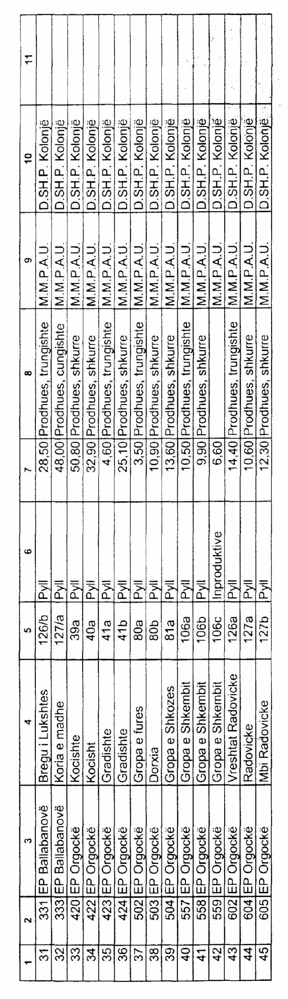 1 2 3 4 5 6 7 8 9 10 11
31 331 EP Ballabanovë Bregu i Lukshtes 126/b Pyll 28,50 Prodhues, trungishte M.M.P.A.U. D.SH.P. Kolonjë
32 333 EP Ballabanovë Koria e madhe 127/a Pyll 48,00 Prodhues, cungishte M.M.P.A.U. D.SH.P. Kolonjë
33 420 EP Orgockë Kocishte 39a Pyll 50,80 Prodhues, shkurre M.M.P.A.U. D.SH.P. Kolonjë
34 422 EP Orgockë Kocisht 40a Pyll 32,90 Prodhues, shkurre M.M.P.A.U. D.SH.P. Kolonjë
35 423 EP Orgockë Gradishte 41a Pyll 4,60 Prodhues, trungishte M.M.P.A.U. D.SH.P. Kolonjë
36 424 EP Orgockë Gradishte 41b Pyll 25,10 Prodhues, shkurre M.M.P.A.U. D.SH.P. Kolonjë
37 502 EP Orgockë Gropa e fures 80a Pyll 3,50 Prodhues, trungishte M.M.P.A.U. D.SH.P. Kolonjë
38 503 EP Orgockë Dorxia 80b Pyll 10,90 Prodhues, shkurre M.M.P.A.U. D.SH.P. Kolonjë
39 504 EP Orgockë Gropa e Shkozes 81a Pyll 13,60 Prodhues, shkurre M.M.P.A.U. D.SH.P. Kolonjë
40 557 EP Orgockë Gropa e Shkembit 106a Pyll 10,50 Prodhues, trungishte M.M.P.A.U. D.SH.P. Kolonjë
41 558 EP Orgockë Gropa e Shkembit 106b Pyll 9,90 Prodhues, shkurre M.M.P.A.U. D.SH.P. Kolonjë
42 559 EP Orgockë Gropa e Shkembit 106c Inproduktive 6,60 M.M.P.A.U. D.SH.P. Kolonjë
43 602 EP Orgockë Vreshtat Radovicke 126a Pyll 14,40 Prodhues, trungishte M.M.P.A.U. D.SH.P. Kolonjë
44 604 EP Orgockë Radovicke 127a Pyll 10,60 Prodhues, shkurre M.M.P.A.U. D.SH.P. Kolonjë
45 605 EP Orgockë Mbi Radovicke 127b Pyll 12,30 Prodhues, shkurre M.M.P.A.U. D.SH.P. Kolonjë